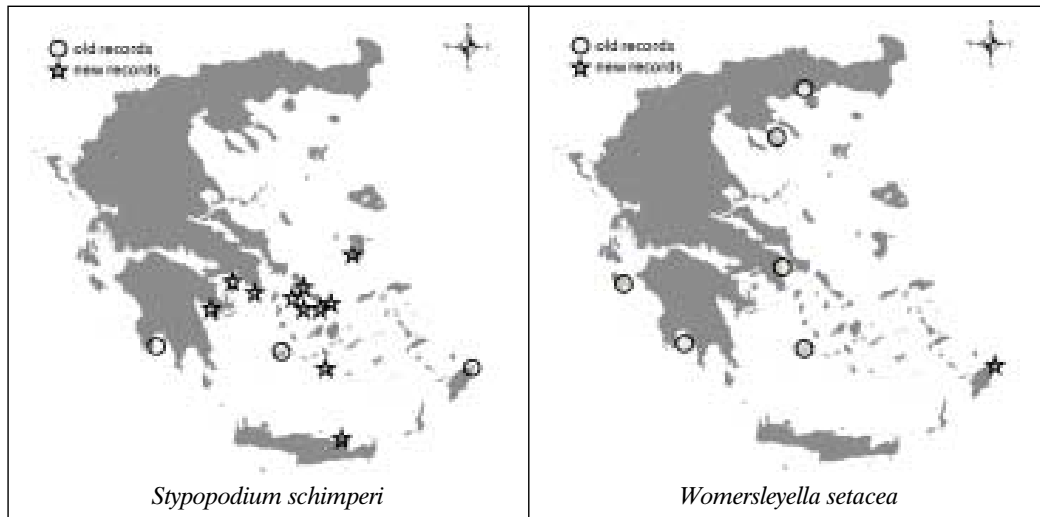 old records
new records
Stypopodium schimperi
old records
new records
Womersleyella setacea